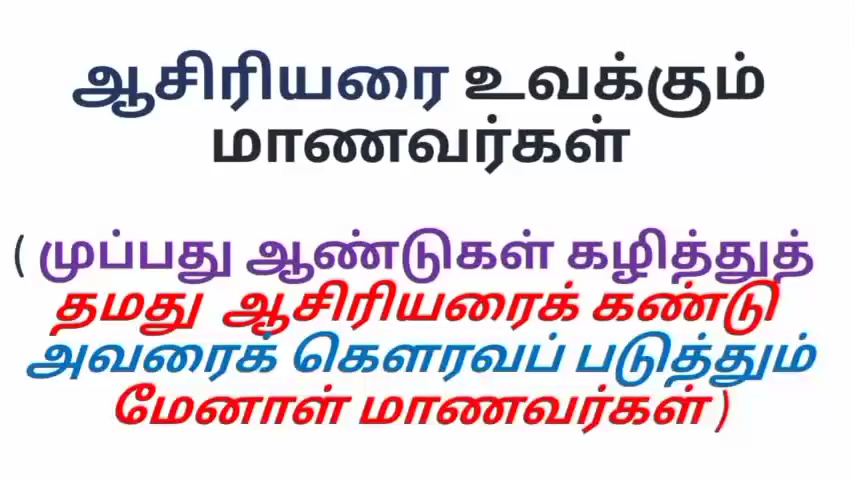 ஆசிரியரை உவக்கும்
மாணவர்கள்
( முப்பது ஆண்டுகள் கழித்துத்
தமது ஆசிரியரைக் கண்டு
அவரைக் கௌரவப் படுத்தும்
மேனாள் மாணவர்கள் )